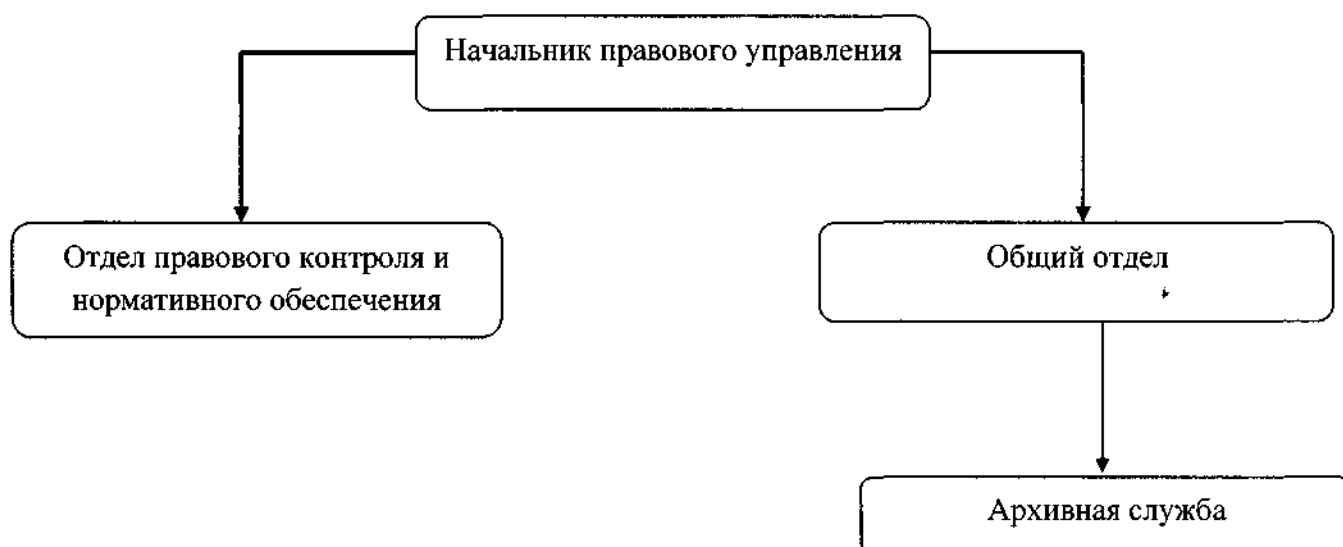 Начальник правового управления
Отдел правового контроля и
нормативного обеспечения
Общий отдел
Архивная служба